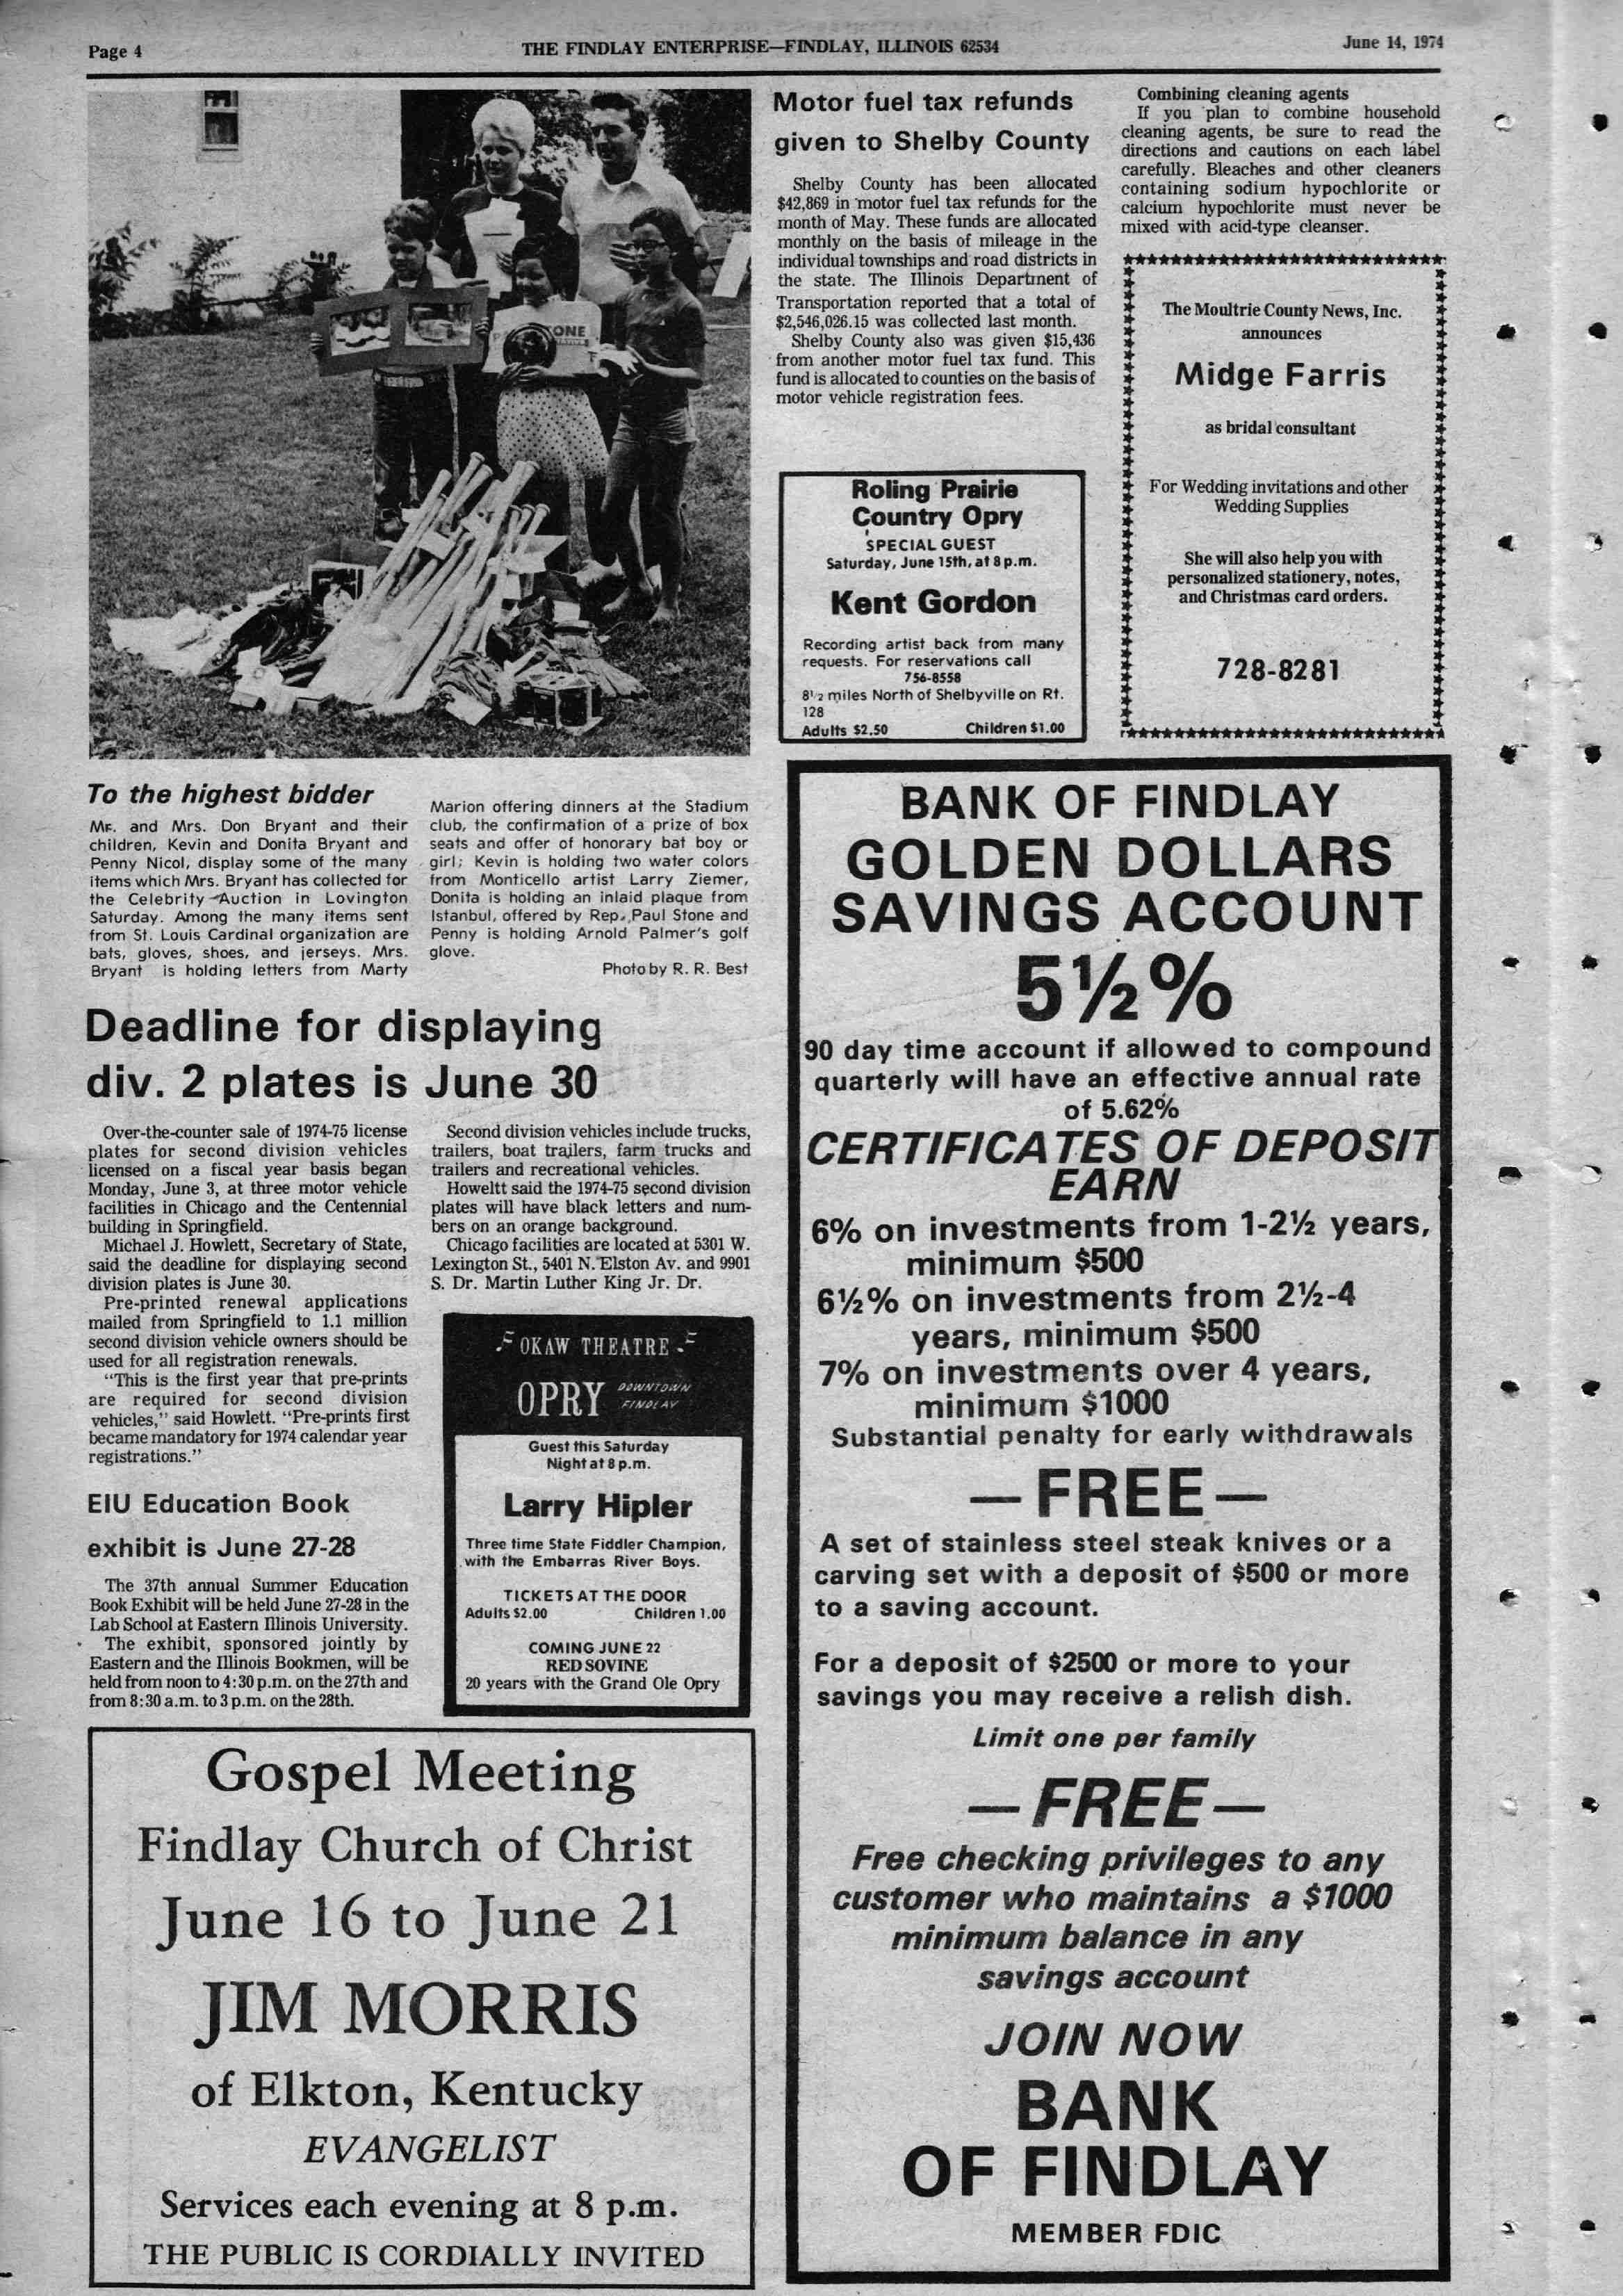 Page 4
THE FINDLAY ENTERPRISE—FINDLAY, ILLINOIS 62534
June 14, 1974
ONE
To the highest bidder
Mr. and Mrs. Don Bryant and their
children, Kevin and Donita Bryant and
Penny Nicol, display some of the many
items which Mrs. Bryant has collected for
the Celebrity Auction in Lovington
Saturday. Among the many items sent
from St. Louis Cardinal organization are
bats, gloves, shoes, and jerseys. Mrs.
Bryant is holding letters from Marty
Marion offering dinners at the Stadium
club, the confirmation of a prize of box
seats and offer of honorary bat boy or
girl; Kevin is holding two water colors
from Monticello artist Larry Ziemer,
Donita is holding an inlaid plaque from
Istanbul, offered by Rep. Paul Stone and
Penny is holding Arnold Palmer's golf
glove.
Photo by R. R. Best
Deadline for displaying
div. 2 plates is June 30
Over-the-counter sale of 1974-75 license
plates for second division vehicles
licensed on a fiscal year basis began
Monday, June 3, at three motor vehicle
facilities in Chicago and the Centennial
building in Springfield.
Michael J. Howlett, Secretary of State,
said the deadline for displaying second
division plates is June 30.
Pre-printed renewal applications
mailed from Springfield to 1.1 million
second division vehicle owners should be
used for all registration renewals.
"This is the first year that pre-prints
are required for second division
vehicles," said Howlett. "Pre-prints first
became mandatory for 1974 calendar year
registrations."
Second division vehicles include trucks,
trailers, boat trailers, farm trucks and
trailers and recreational vehicles.
Howeltt said the 1974-75 second division
plates will have black letters and num-
bers on an orange background.
Chicago facilities are located at 5301 W.
Lexington St., 5401 N. Elston Av. and 9901
S. Dr. Martin Luther King Jr. Dr.
EIU Education Book
exhibit is June 27-28
The 37th annual Summer Education
Book Exhibit will be held June 27-28 in the
Lab School at Eastern Illinois University.
The exhibit, sponsored jointly by
Eastern and the Illinois Bookmen, will be
held from noon to 4:30 p.m. on the 27th and
from 8:30 a.m. to 3 p.m. on the 28th.
OKAW THEATRE
OPRY
DOWNTOWN
FINDLAY
Guest this Saturday
Night at 8 p.m.
Larry Hipler
Three time State Fiddler Champion,
with the Embarras River Boys.
TICKETS AT THE DOOR
Adults $2.00 Children 1.00
COMING JUNE 22
RED SOVINE
20 years with the Grand Ole Opry
Gospel Meeting
Findlay Church of Christ
June 16 to June 21
JIM MORRIS
of Elkton, Kentucky
EVANGELIST
Services each evening at 8 p.m.
THE PUBLIC IS CORDIALLY INVITED
Motor fuel tax refunds
given to Shelby County
Shelby County has been allocated
$42,869 in motor fuel tax refunds for the
month of May. These funds are allocated
monthly on the basis of mileage in the
individual townships and road districts in
the state. The Illinois Department of
Transportation reported that a total of
$2,546,026.15 was collected last month.
Shelby County also was given $15,436
from another motor fuel tax fund. This
fund is allocated to counties on the basis of
motor vehicle registration fees.
Roling Prairie
Country Opry
SPECIAL GUEST
Saturday, June 15th, at 8 p.m.
Kent Gordon
Recording artist back from many
requests. For reservations call
756-8558
8½ miles North of Shelbyville on Rt.
128
Adults $2.50 Children $1.00
Combining cleaning agents
If you plan to combine household
cleaning agents, be sure to read the
directions and cautions on each label
carefully. Bleaches and other cleaners
containing sodium hypochlorite or
calcium hypochlorite must never be
mixed with acid-type cleanser.
The Moultrie County News, Inc.
announces
Midge Farris
as bridal consultant
For Wedding invitations and other
Wedding Supplies
She will also help you with
personalized stationery, notes,
and Christmas card orders.
728-8281
BANK OF FINDLAY
GOLDEN DOLLARS
SAVINGS ACCOUNT
5½%
90 day time account if allowed to compound
quarterly will have an effective annual rate
of 5.62%
CERTIFICATES OF DEPOSIT
EARN
6% on investments from 1-2½ years,
minimum $500
6½% on investments from 2½-4
years, minimum $500
7% on investments over 4 years,
minimum $1000
Substantial penalty for early withdrawals
— FREE —
A set of stainless steel steak knives or a
carving set with a deposit of $500 or more
to a saving account.
For a deposit of $2500 or more to your
savings you may receive a relish dish.
Limit one per family
— FREE —
Free checking privileges to any
customer who maintains a $1000
minimum balance in any
savings account
JOIN NOW
BANK
OF FINDLAY
MEMBER FDIC